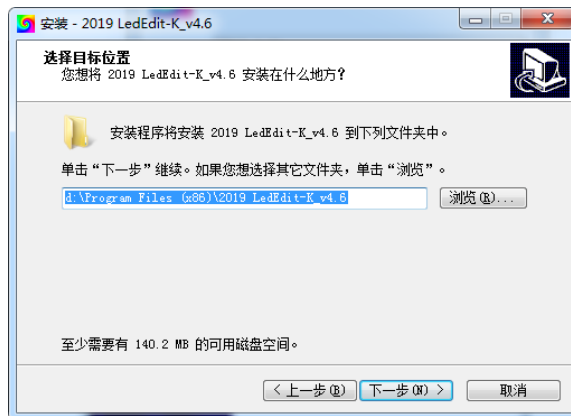 安装 - 2019 LedEdit-K_v4.6
选择目标位置
您想将 2019 LedEdit-K_v4.6 安装在什么地方?
安装程序将安装 2019 LedEdit-K_v4.6 到下列文件夹中。
单击“下一步”继续。如果您想选择其它文件夹,单击“浏览”。
d:\Program Files (x86)\2019 LedEdit-K_v4.6
浏览(R)...
至少需要有 140.2 MB 的可用磁盘空间。
< 上一步(B) 下一步(N) > 取消